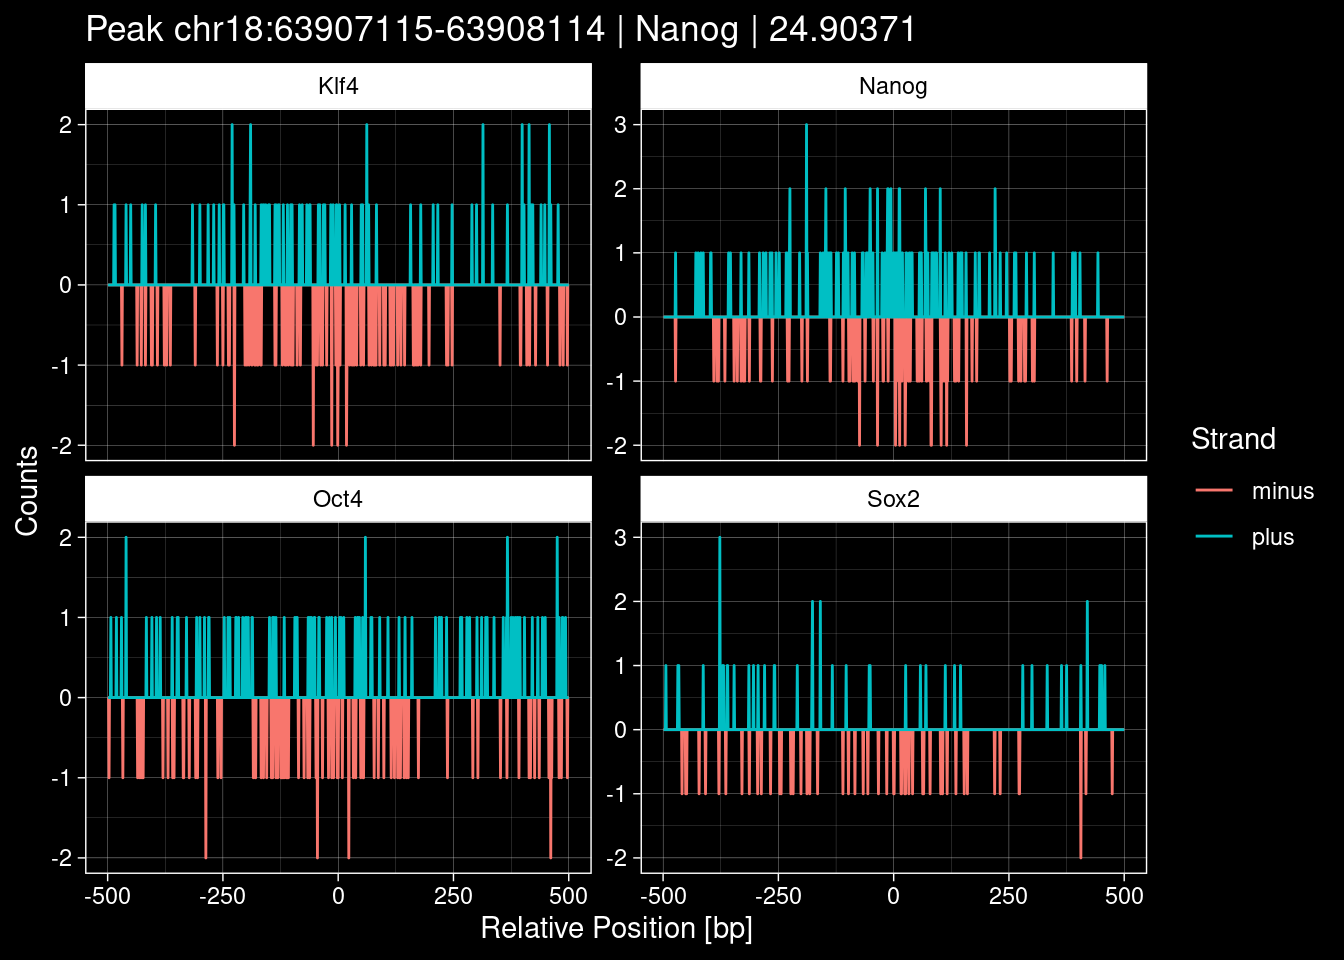 Peak chr18:63907115-63908114 | Nanog | 24.90371
Klf4
Nanog
2
1
0
-1
-2
3
2
1
0
-1
-2
Oct4
Sox2
2
1
0
-1
-2
3
2
1
0
-1
-2
-500 -250 0 250 500
-500 -250 0 250 500
Relative Position [bp]
Counts
Strand
minus
plus